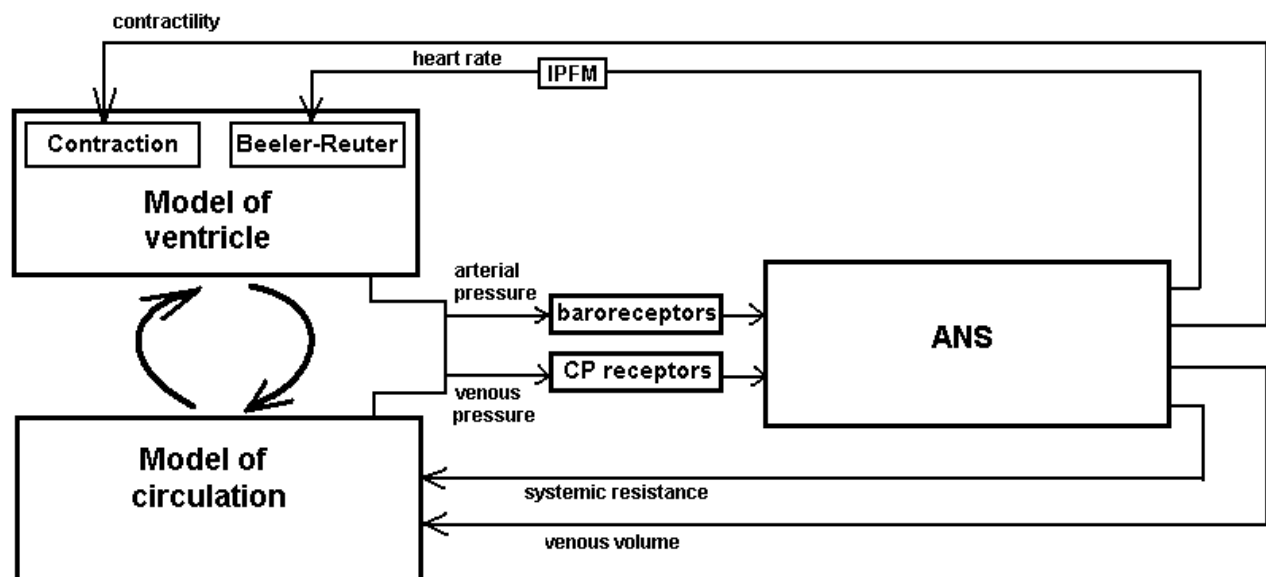 contractility
heart rate
IPFM
Contraction
Beeler-Reuter
Model of
ventricle
arterial
pressure
baroreceptors
ANS
CP receptors
venous
pressure
Model of
circulation
systemic resistance
venous volume